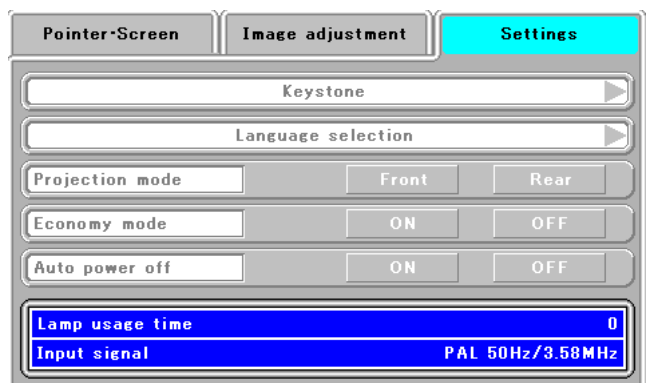 Pointer·Screen Image adjustment Settings
Keystone
Language selection
Projection mode Front Rear
Economy mode ON OFF
Auto power off ON OFF
Lamp usage time 0
Input signal PAL 50Hz/3.58MHz